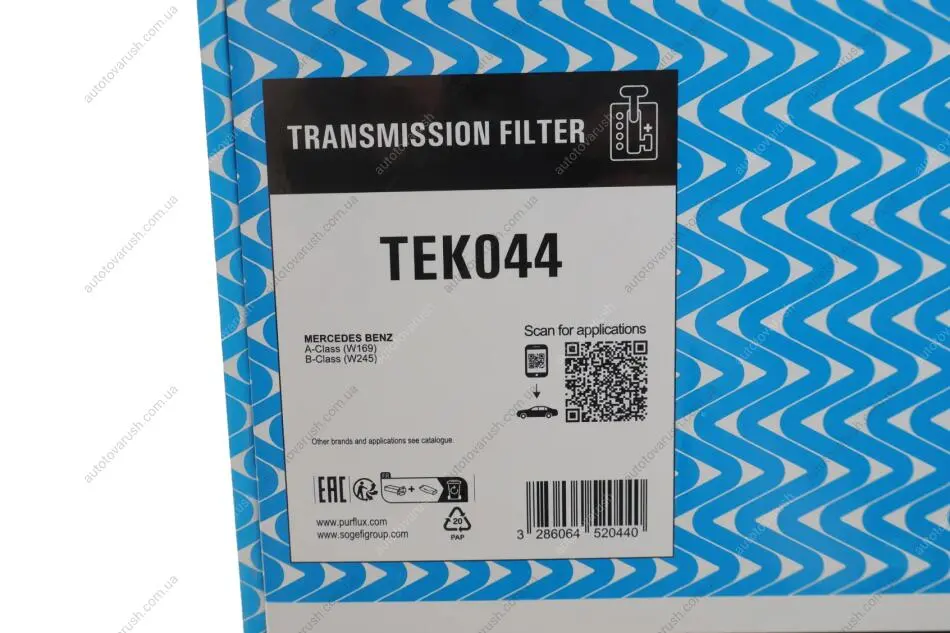 TRANSMISSION FILTER
TEK044
MERCEDES BENZ
A-Class (W169)
B-Class (W245)
Scan for applications
Other brands and applications see catalogue.
EAC
FR
+
www.purflux.com
www.sogefigroup.com
20
PAP
3 286064 520440
autotovarush.com.ua